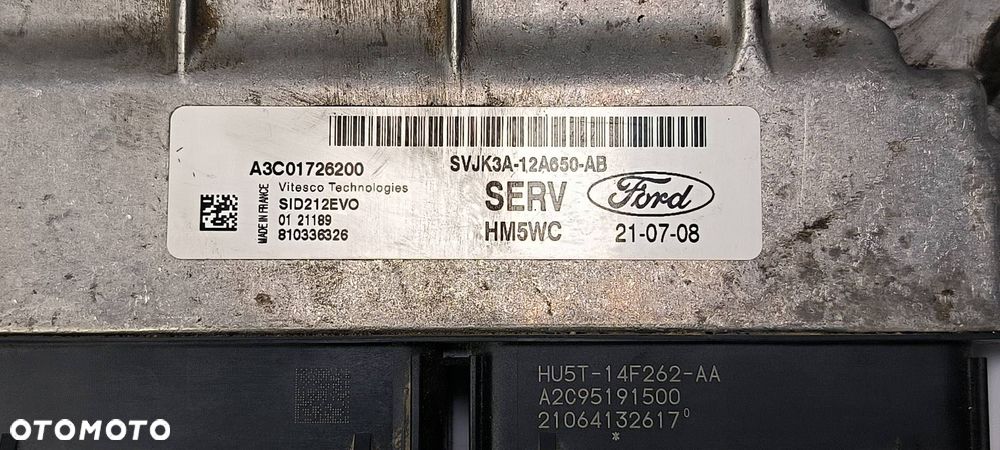 SVJK3A-12A650-AB
A3C01726200
Vitesco Technologies
SID212EVO
01 21189
810336326
MADE IN FRANCE
SERV
Ford
HM5WC
21-07-08
HU5T-14F262-AA
A2C95191500
21064132617⁰
*
OTOMOTO